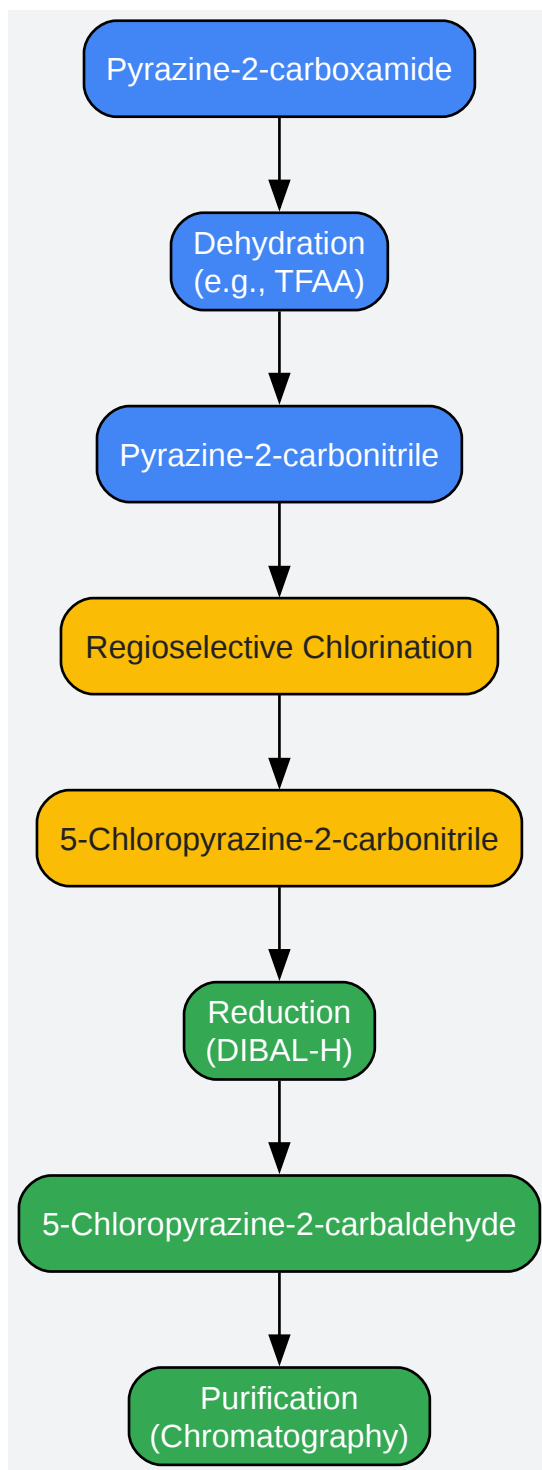 Pyrazine-2-carboxamide
Dehydration
(e.g., TFAA)
Pyrazine-2-carbonitrile
Regioselective Chlorination
5-Chloropyrazine-2-carbonitrile
Reduction
(DIBAL-H)
5-Chloropyrazine-2-carbaldehyde
Purification
(Chromatography)